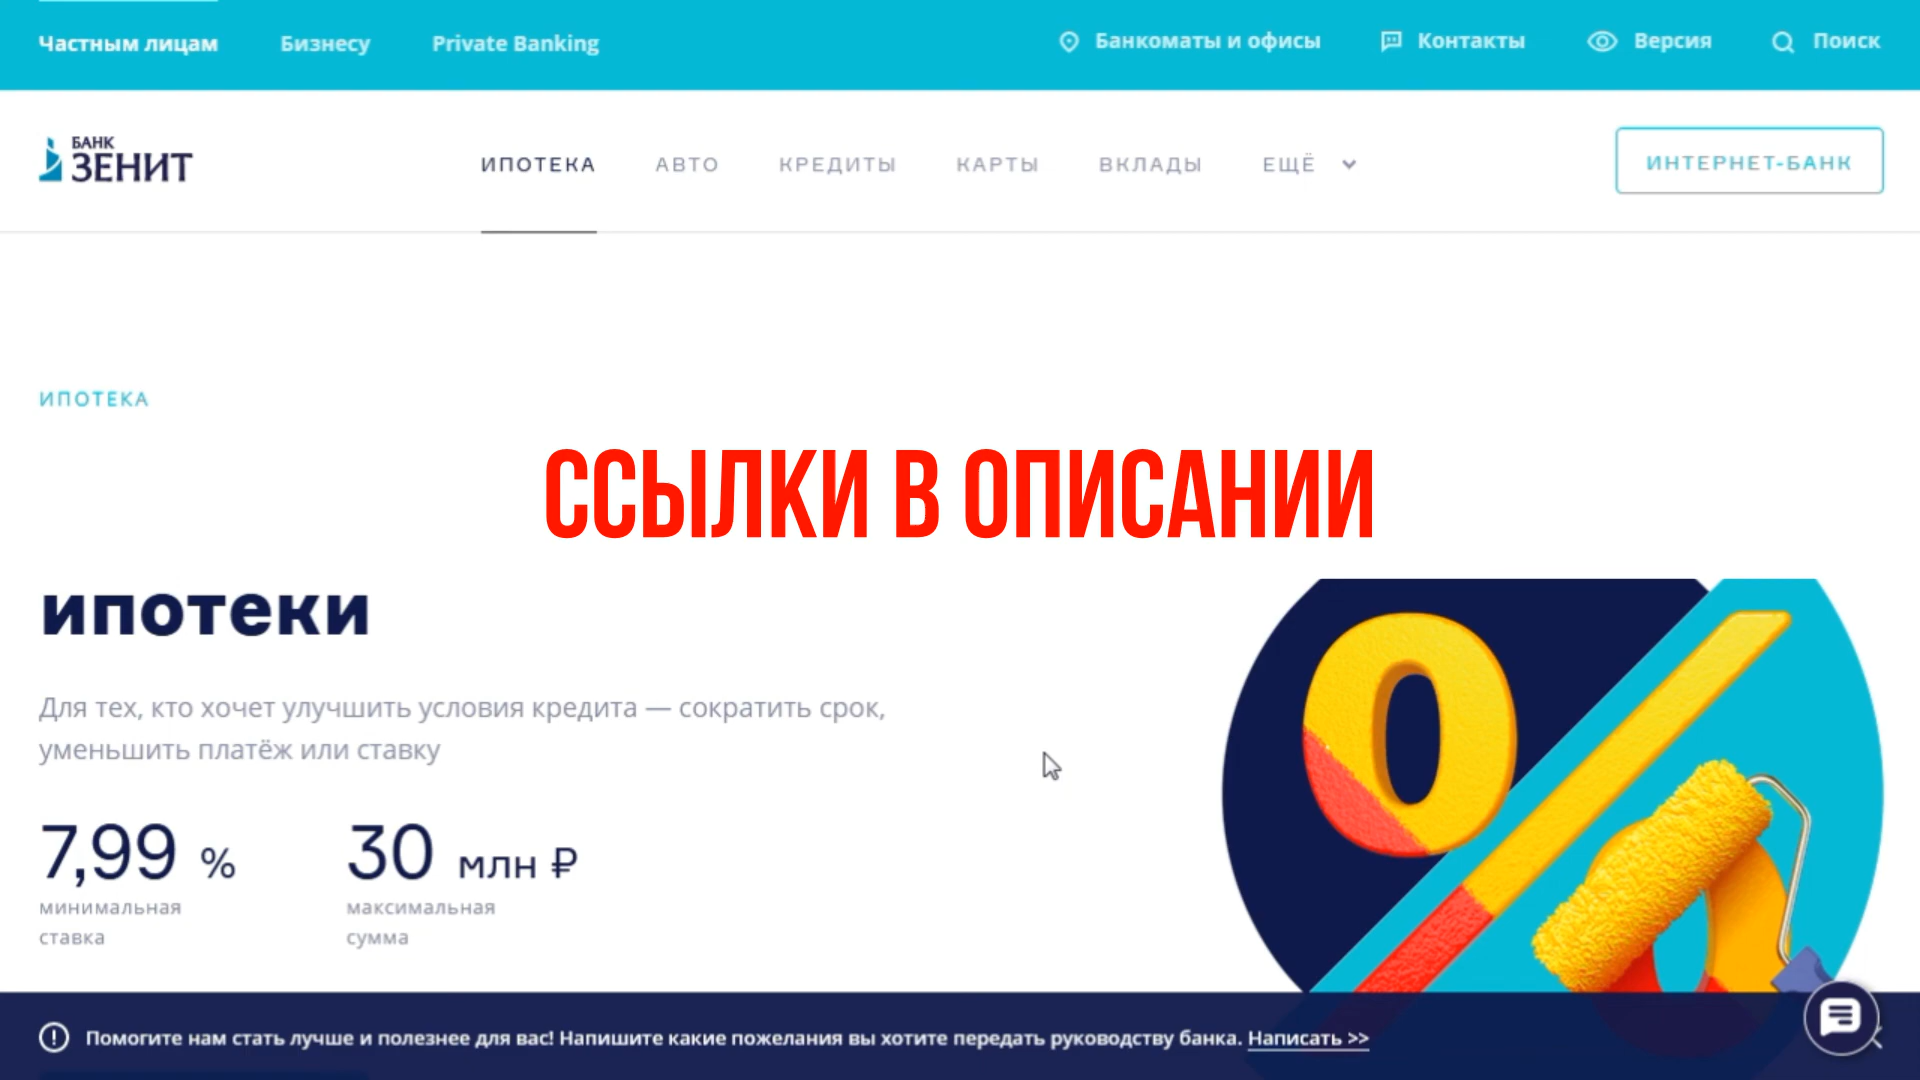 Частным лицам Бизнесу Private Banking Банкоматы и офисы Контакты Версия Поиск
БАНК
ЗЕНИТ
ИПОТЕКА АВТО КРЕДИТЫ КАРТЫ ВКЛАДЫ ЕЩЁ ИНТЕРНЕТ-БАНК
ИПОТЕКА
ССЫЛКИ В ОПИСАНИИ
ипотеки
Для тех, кто хочет улучшить условия кредита — сократить срок,
уменьшить платёж или ставку
7,99 % 30 млн ₽
минимальная максимальная
ставка сумма
Помогите нам стать лучше и полезнее для вас! Напишите какие пожелания вы хотите передать руководству банка. Написать >>